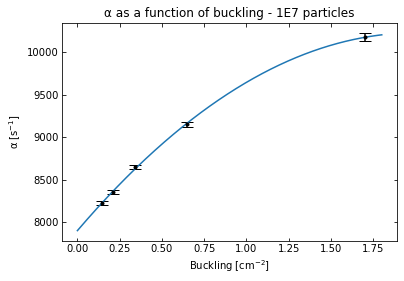 α as a function of buckling - 1E7 particles
α [s⁻¹]
10000
9500
9000
8500
8000
0.00 0.25 0.50 0.75 1.00 1.25 1.50 1.75
Buckling [cm⁻²]